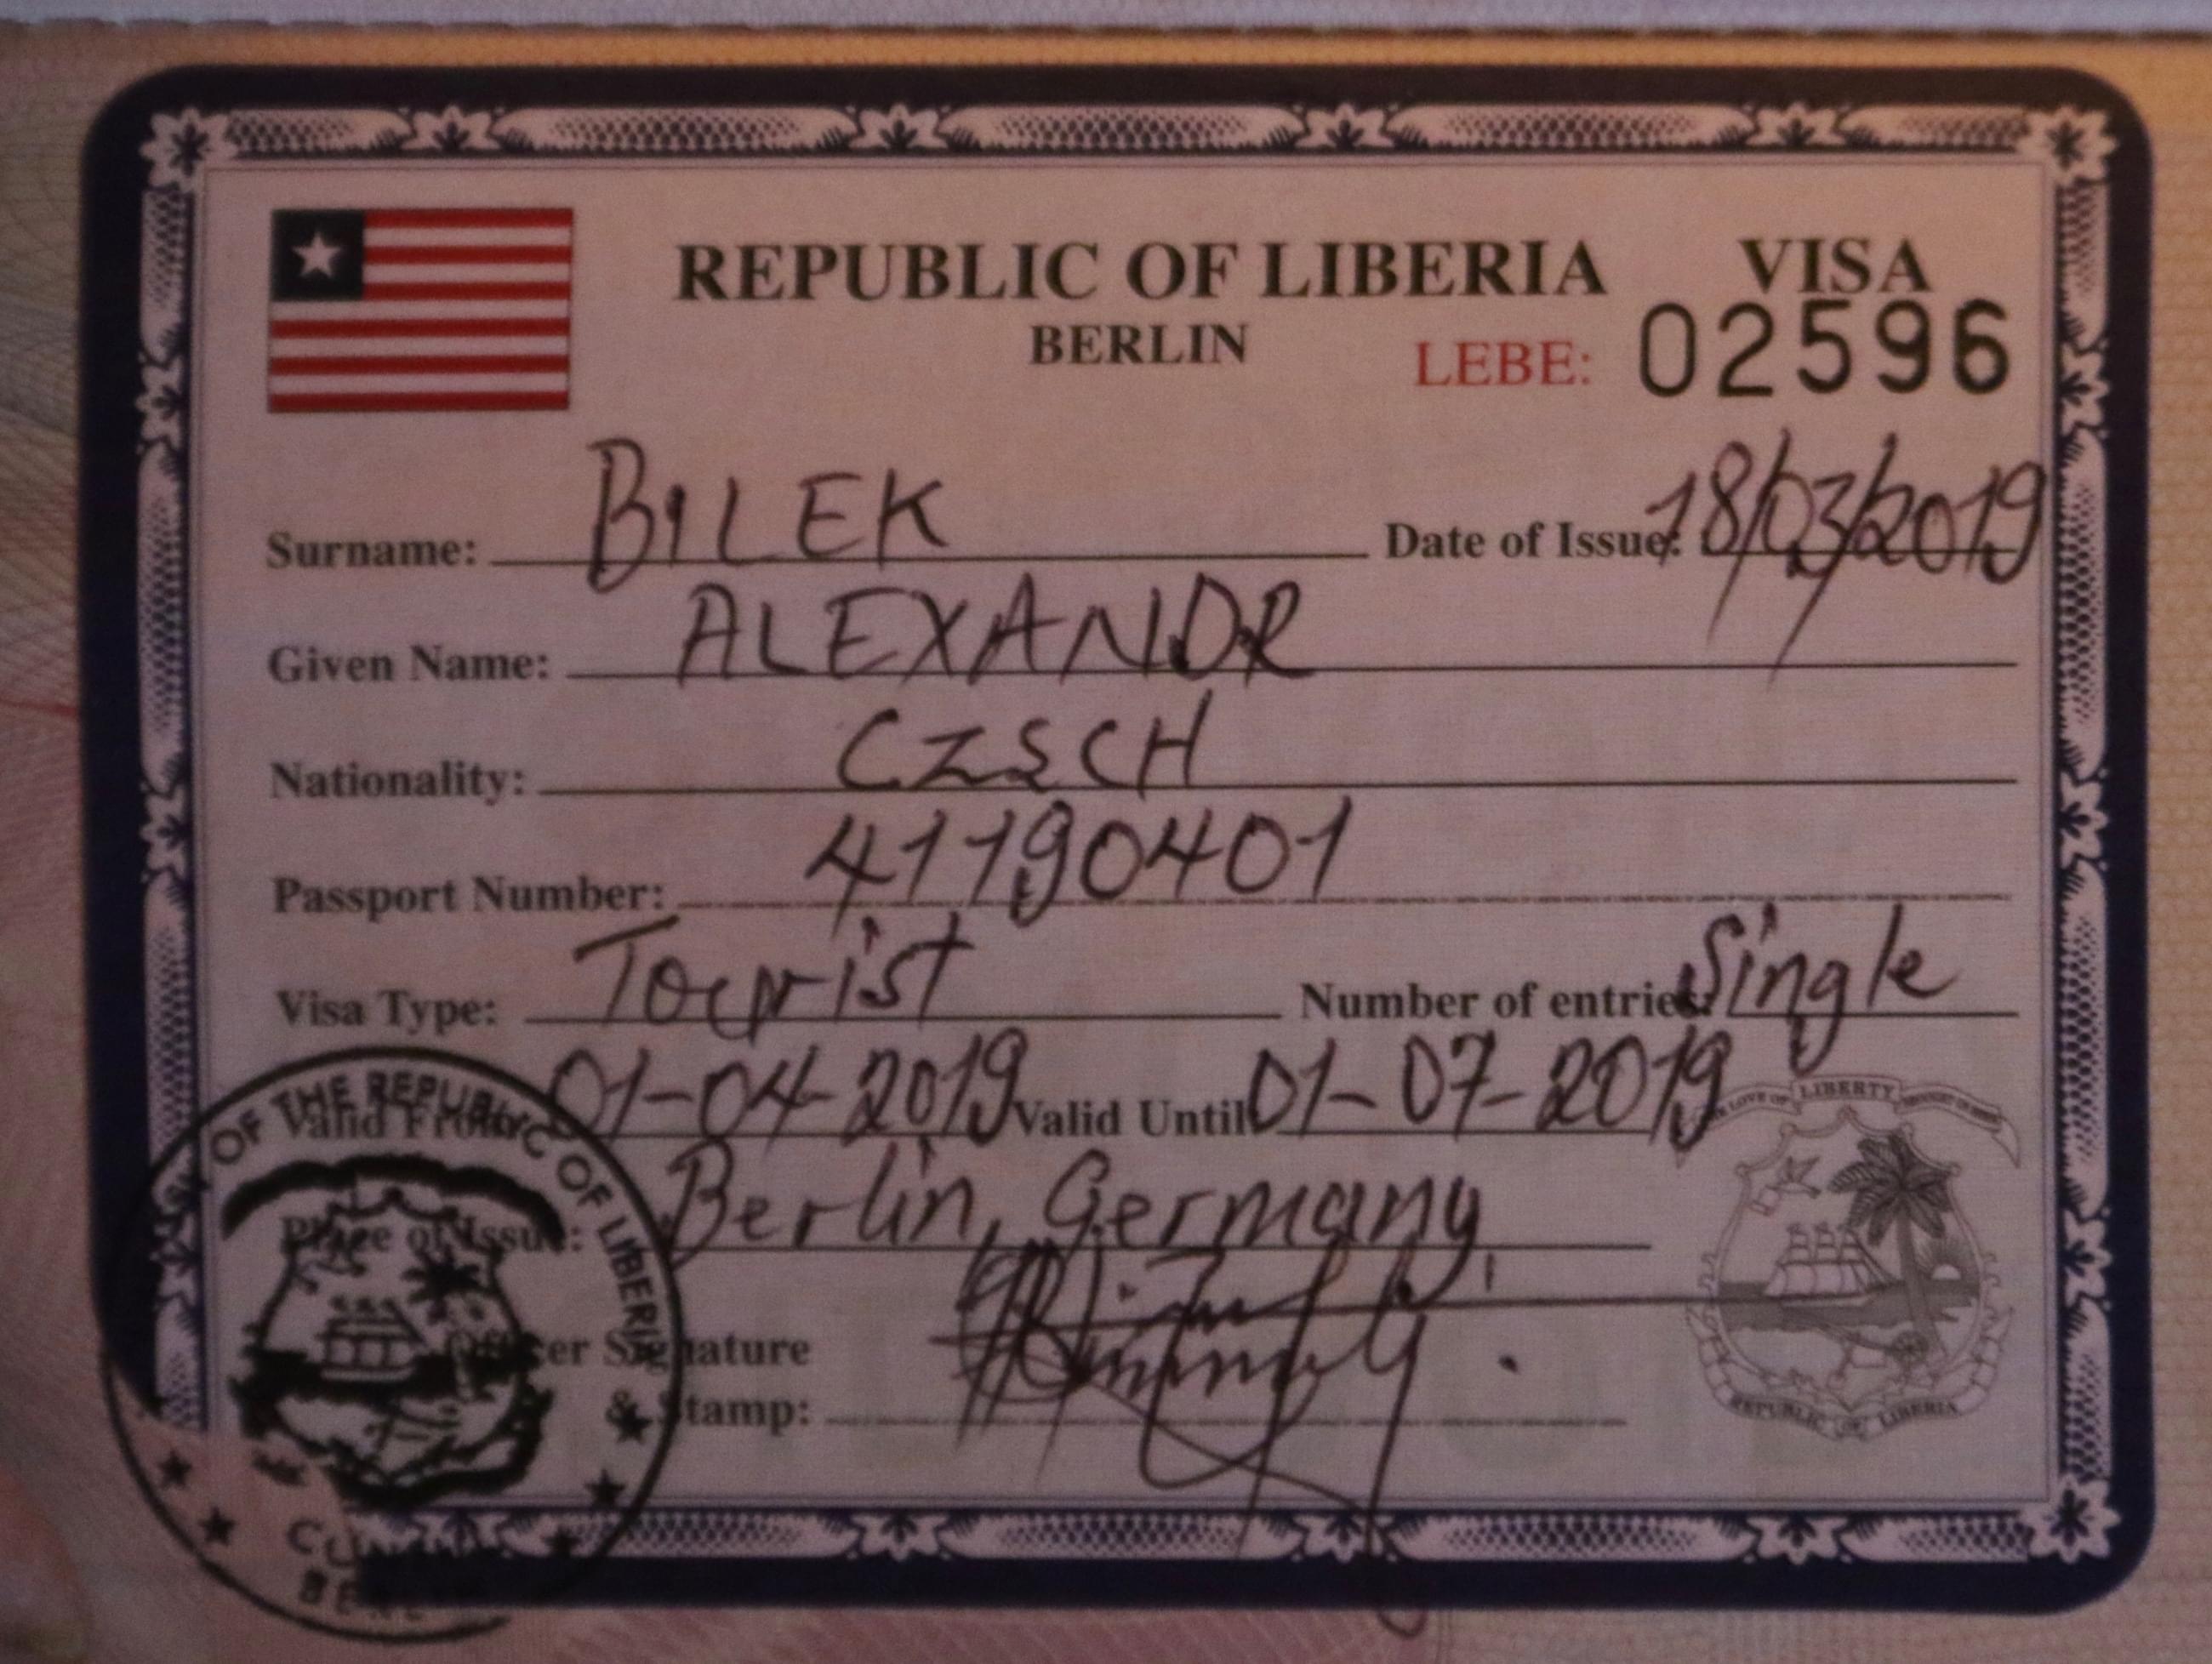 REPUBLIC OF LIBERIA VISA
BERLIN LEBE: 02596
Surname: BILEK Date of Issue: 18/03/2019
Given Name: ALEXANDR
Nationality: CZSCH
Passport Number: 41190401
Visa Type: Tourist Number of entries: Single
Valid From: 01-04-2019 Valid Until: 01-07-2019
Place of Issue: Berlin, Germany
Officer Signature
& Stamp:
OF THE REPUBLIC OF LIBERIA
LOVE OF LIBERTY
REPUBLIC OF LIBERIA